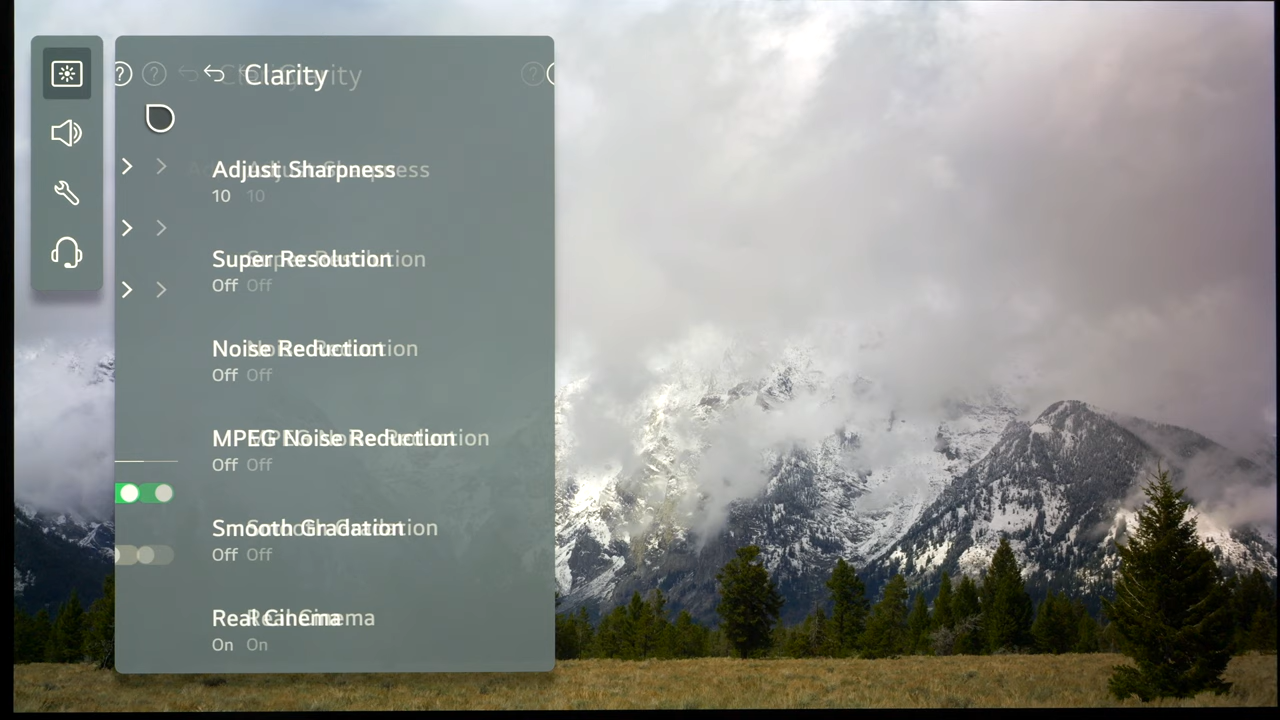 Clarity
Adjust Sharpness
10
Super Resolution
Off
Noise Reduction
Off
MPEG Noise Reduction
Off
Smooth Gradation
Off
Real Cinema
On